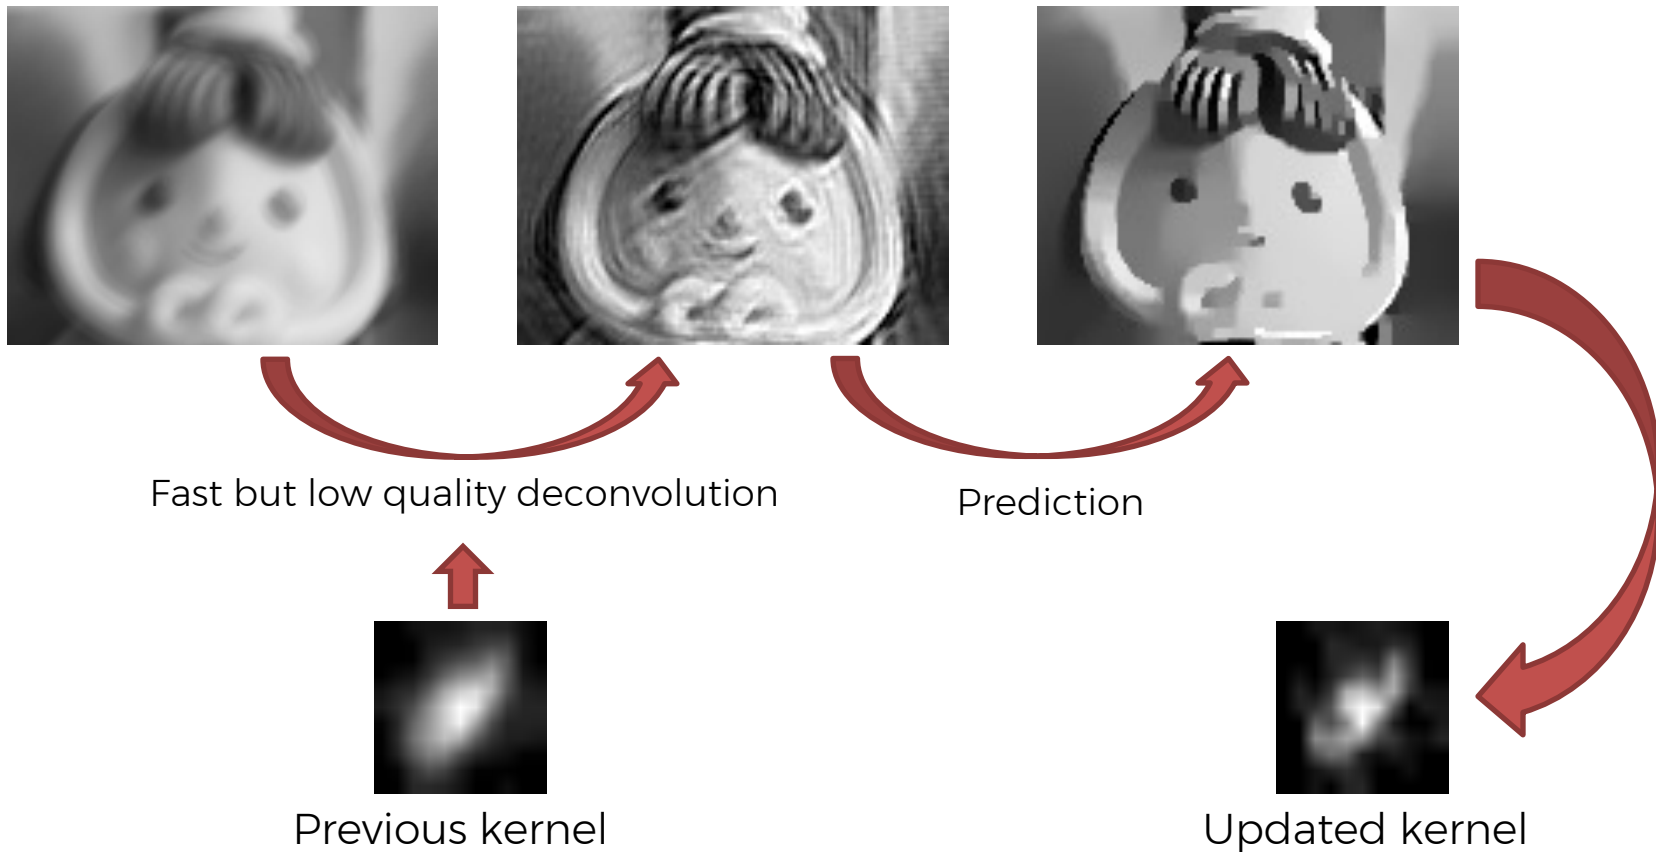 Fast but low quality deconvolution
Prediction
Previous kernel
Updated kernel